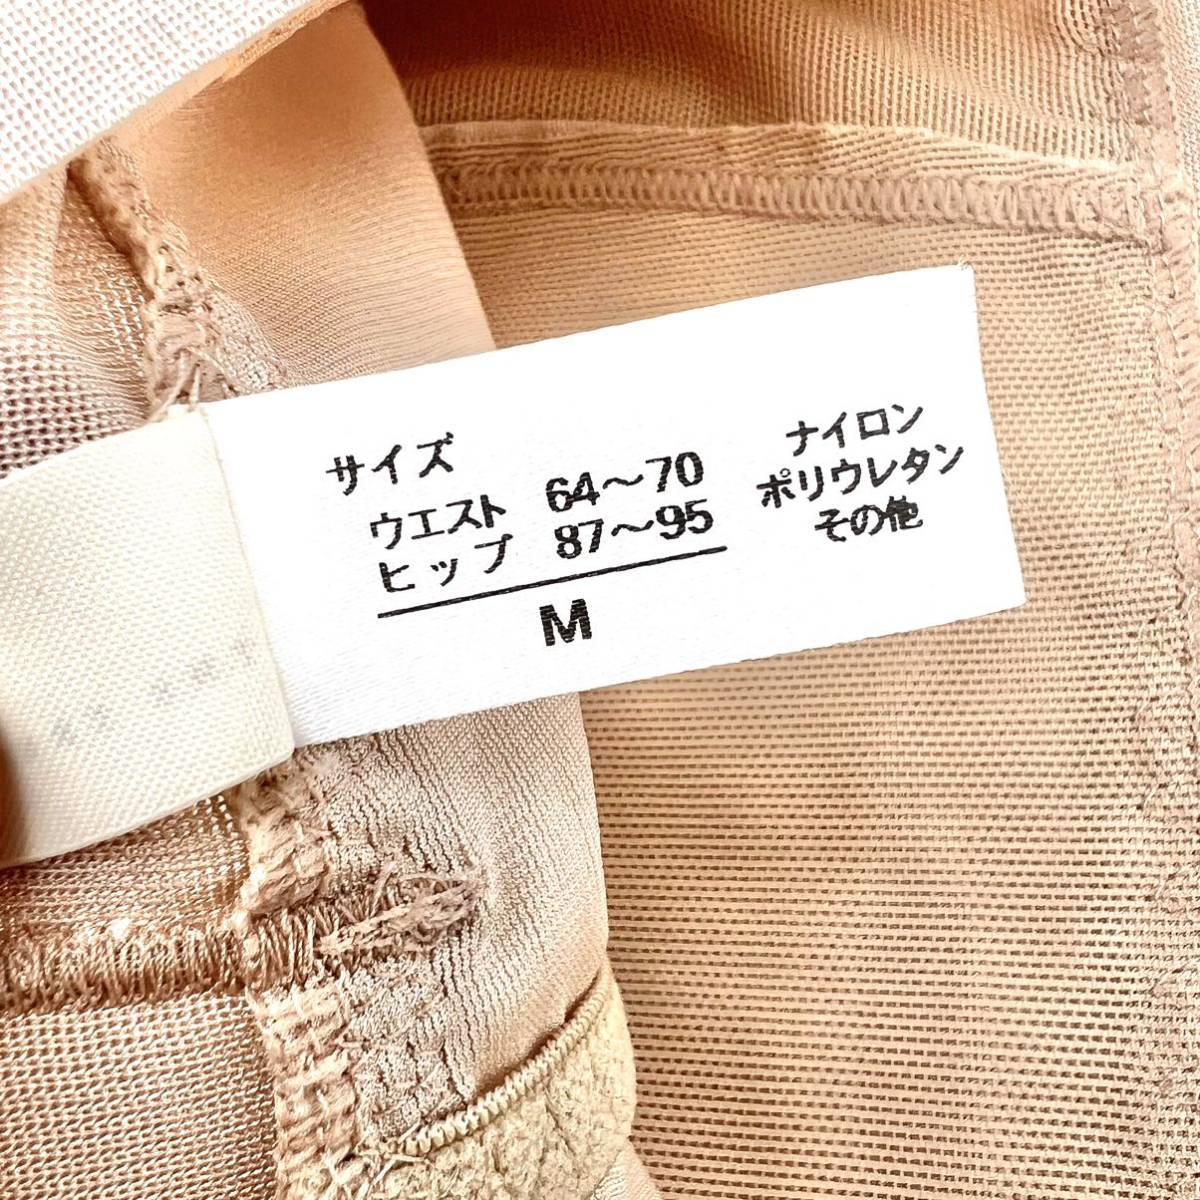 サイズ
ウエスト 64～70
ヒップ 87～95
M
ナイロン
ポリウレタン
その他